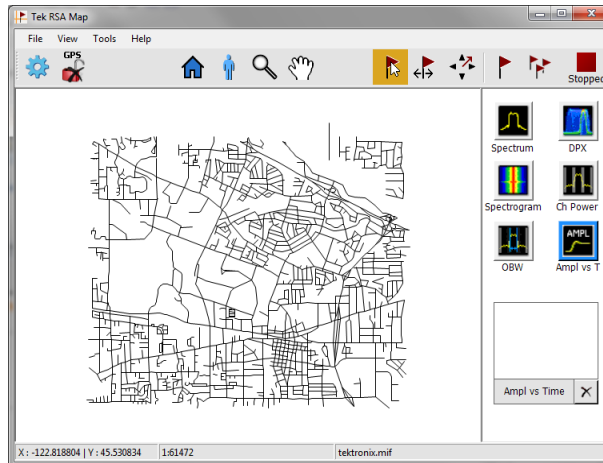 Tek RSA Map
File View Tools Help
GPS
Stopped
Spectrum DPX
Spectrogram Ch Power
AMPL
OBW Ampl vs T
Ampl vs Time
X : -122.818804 | Y : 45.530834 1:61472 tektronix.mif